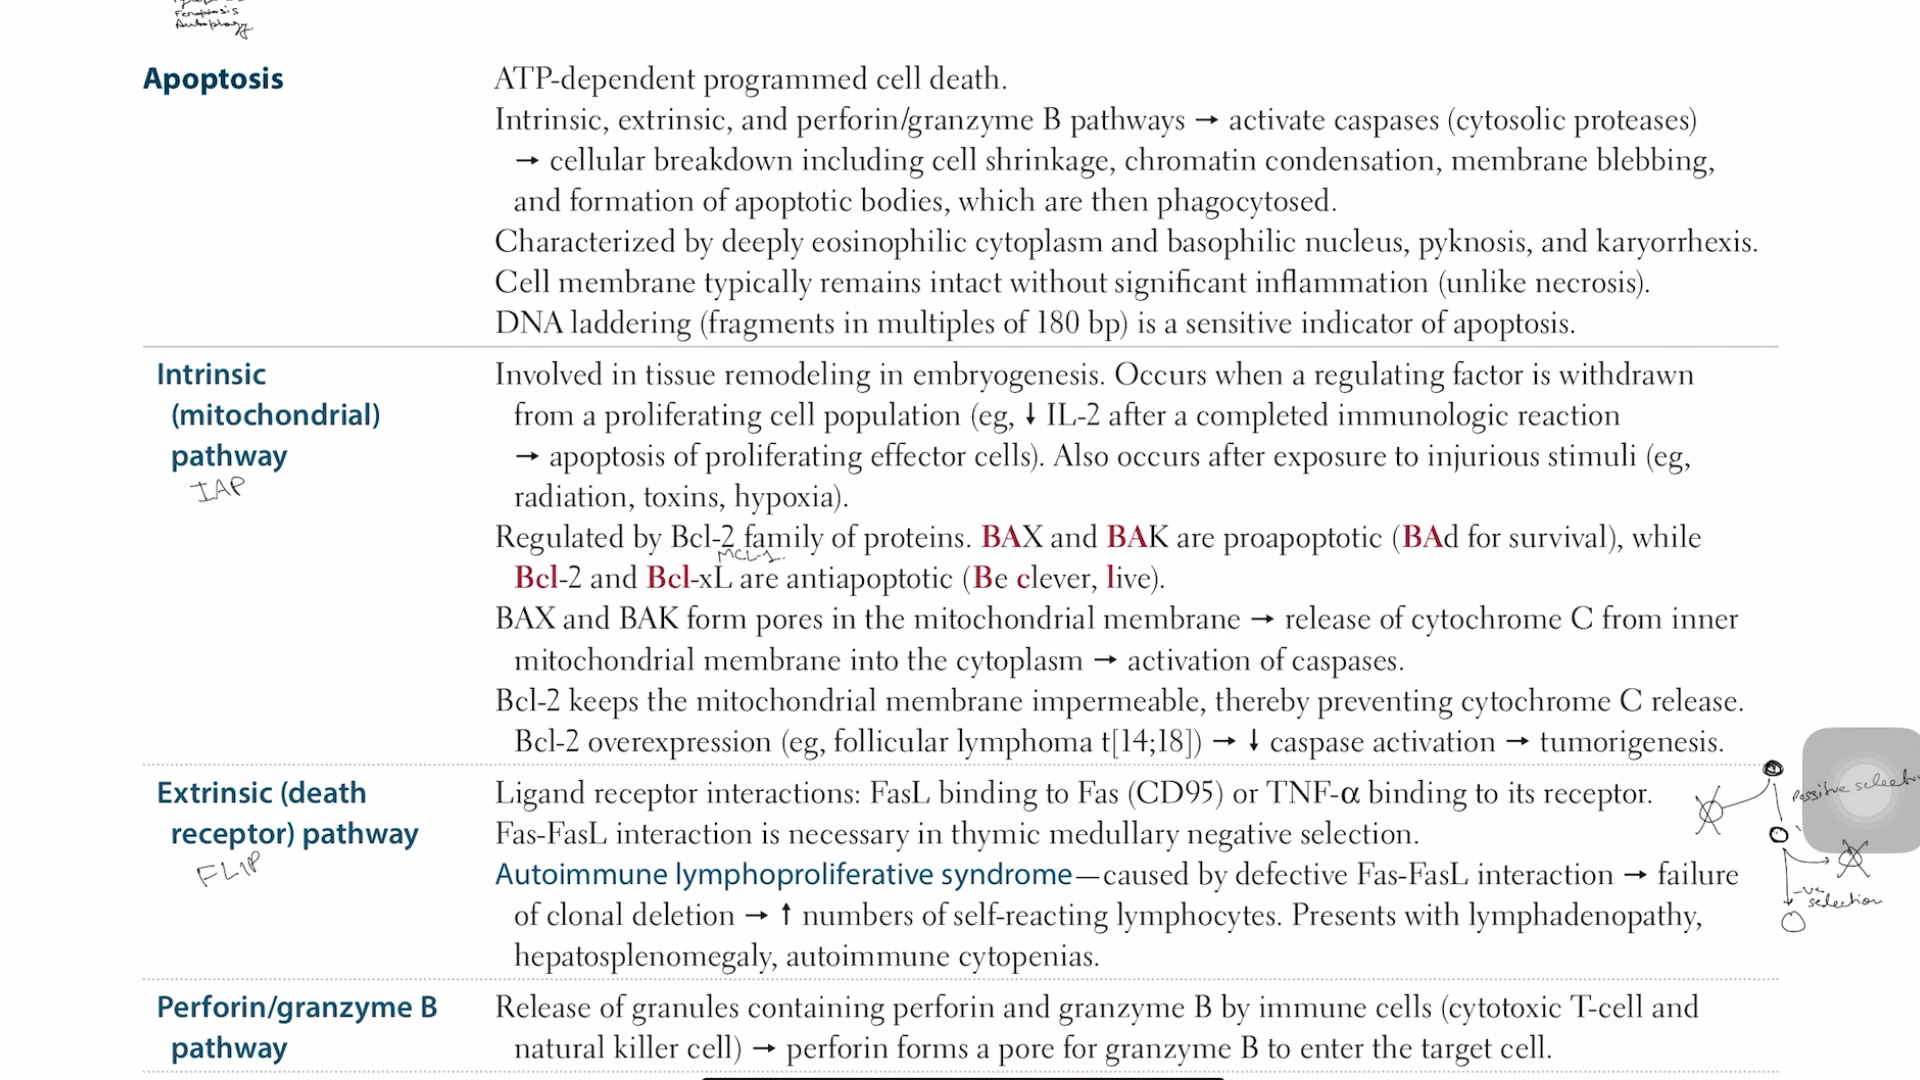 Feroptosis
Autophagy
Apoptosis
ATP-dependent programmed cell death.
Intrinsic, extrinsic, and perforin/granzyme B pathways → activate caspases (cytosolic proteases)
→ cellular breakdown including cell shrinkage, chromatin condensation, membrane blebbing,
and formation of apoptotic bodies, which are then phagocytosed.
Characterized by deeply eosinophilic cytoplasm and basophilic nucleus, pyknosis, and karyorrhexis.
Cell membrane typically remains intact without significant inflammation (unlike necrosis).
DNA laddering (fragments in multiples of 180 bp) is a sensitive indicator of apoptosis.
Intrinsic
(mitochondrial)
pathway
IAP
Involved in tissue remodeling in embryogenesis. Occurs when a regulating factor is withdrawn
from a proliferating cell population (eg, ↓ IL-2 after a completed immunologic reaction
→ apoptosis of proliferating effector cells). Also occurs after exposure to injurious stimuli (eg,
radiation, toxins, hypoxia).
Regulated by Bcl-2 family of proteins. BAX and BAK are proapoptotic (BAd for survival), while
MCL-1
Bcl-2 and Bcl-xL are antiapoptotic (Be clever, live).
BAX and BAK form pores in the mitochondrial membrane → release of cytochrome C from inner
mitochondrial membrane into the cytoplasm → activation of caspases.
Bcl-2 keeps the mitochondrial membrane impermeable, thereby preventing cytochrome C release.
Bcl-2 overexpression (eg, follicular lymphoma t[14;18]) → ↓ caspase activation → tumorigenesis.
Extrinsic (death
receptor) pathway
FLIP
Ligand receptor interactions: FasL binding to Fas (CD95) or TNF-α binding to its receptor.
Fas-FasL interaction is necessary in thymic medullary negative selection.
Autoimmune lymphoproliferative syndrome—caused by defective Fas-FasL interaction → failure
of clonal deletion → ↑ numbers of self-reacting lymphocytes. Presents with lymphadenopathy,
hepatosplenomegaly, autoimmune cytopenias.
Positive
-ve
selection
Perforin/granzyme B
pathway
Release of granules containing perforin and granzyme B by immune cells (cytotoxic T-cell and
natural killer cell) → perforin forms a pore for granzyme B to enter the target cell.